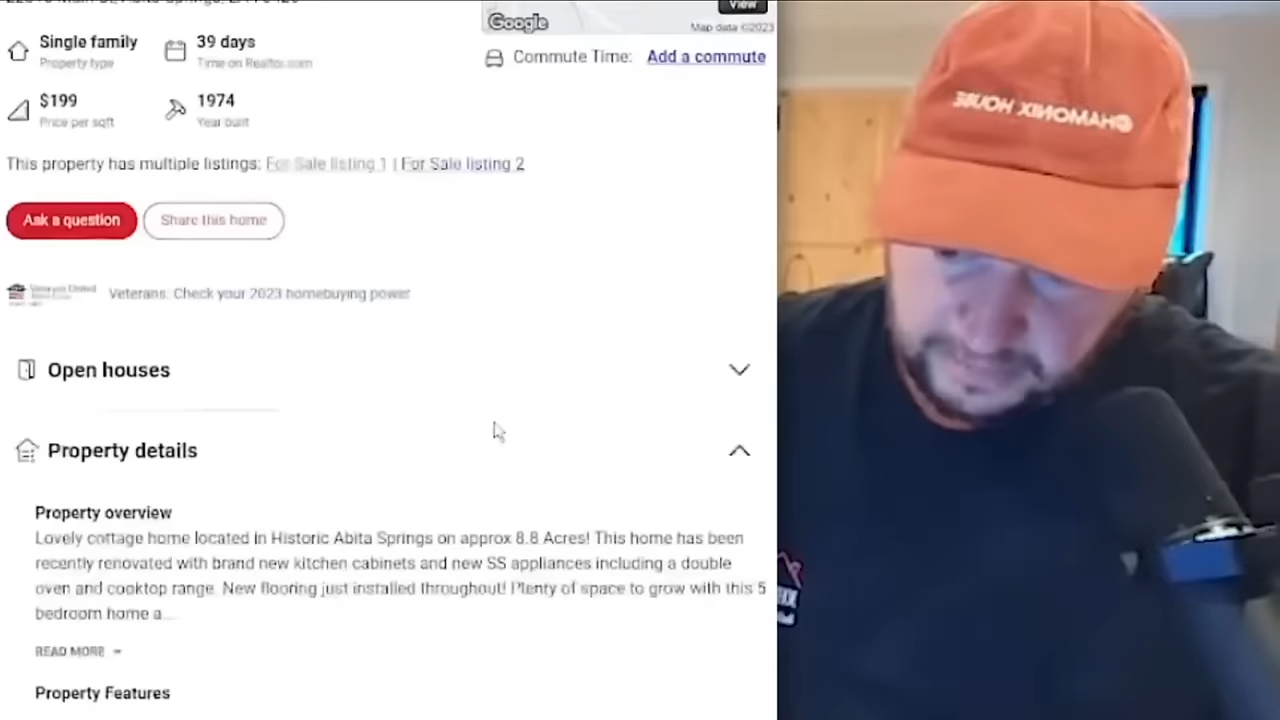 View
Google
Map data ©2023
Single family
Property type
39 days
Time on Realtor.com
Commute Time: Add a commute
$199
Price per sqft
1974
Year built
This property has multiple listings: For Sale listing 1 | For Sale listing 2
Ask a question
Share this home
Veterans United
Veterans: Check your 2023 homebuying power
Open houses
Property details
Property overview
Lovely cottage home located in Historic Abita Springs on approx 8.8 Acres! This home has been
recently renovated with brand new kitchen cabinets and new SS appliances including a double
oven and cooktop range. New flooring just installed throughout! Plenty of space to grow with this 5
bedroom home a...
READ MORE
Property Features
HAMONIX HOUSE